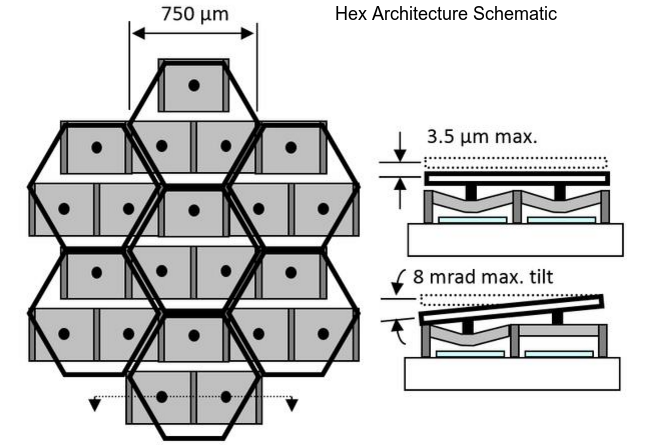 750 µm
Hex Architecture Schematic
3.5 µm max.
8 mrad max. tilt